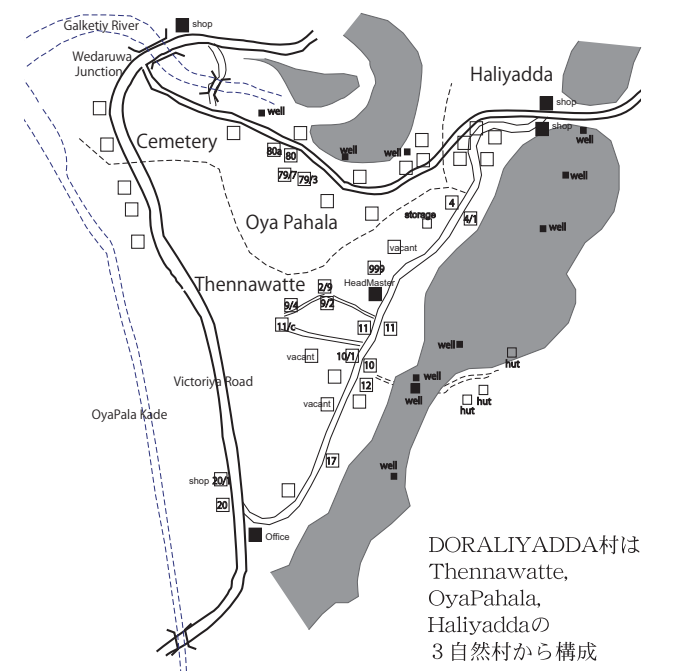 Galketiy River
shop
Wedaruwa
Junction
Haliyadda
shop
well
shop
Cemetery
well
well
well
80a
80
79/7
79/3
well
4
Oya Pahala
storage
4/1
well
vacant
999
Thennawatte
2/9
HeadMaster
9/4
9/2
11/c
11
11
well
vacant
10/1
10
hut
Victoriya Road
12
well
well
vacant
hut
hut
OyaPala Kade
17
well
shop
20/1
20
Office
DORALIYADDA村は
Thennawatte,
OyaPahala,
Haliyaddaの
３自然村から構成